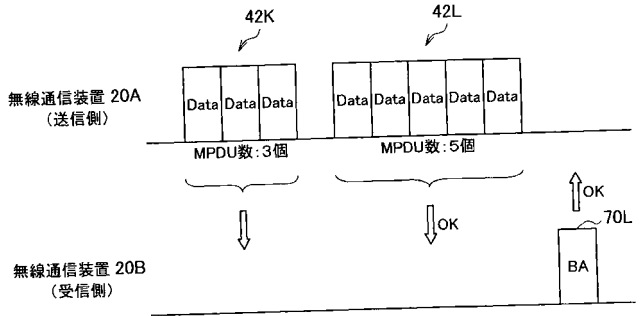 42K
42L
無線通信装置 20A
(送信側)
Data Data Data
Data Data Data Data Data
MPDU数:3個
MPDU数:5個
OK
OK
70L
BA
無線通信装置 20B
(受信側)